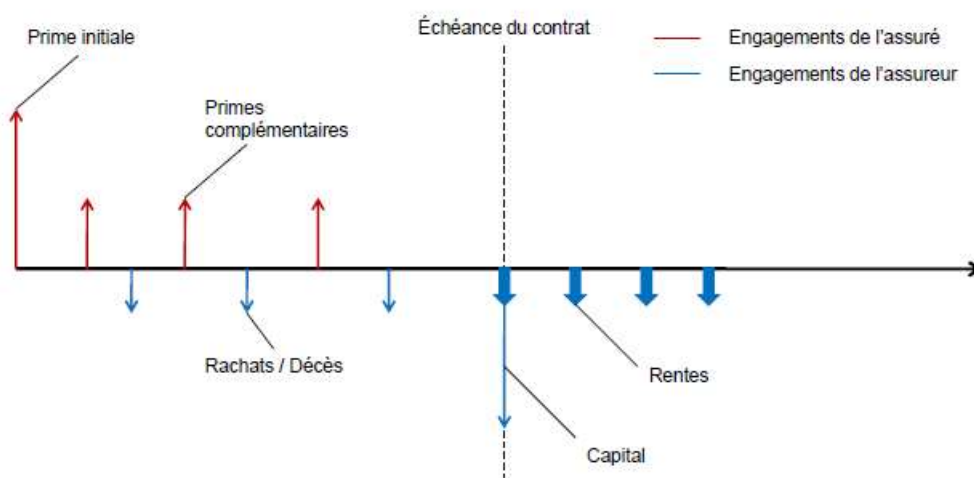 Prime initiale
Échéance du contrat
Engagements de l'assuré
Engagements de l'assureur
Primes
complémentaires
Rachats / Décès
Rentes
Capital